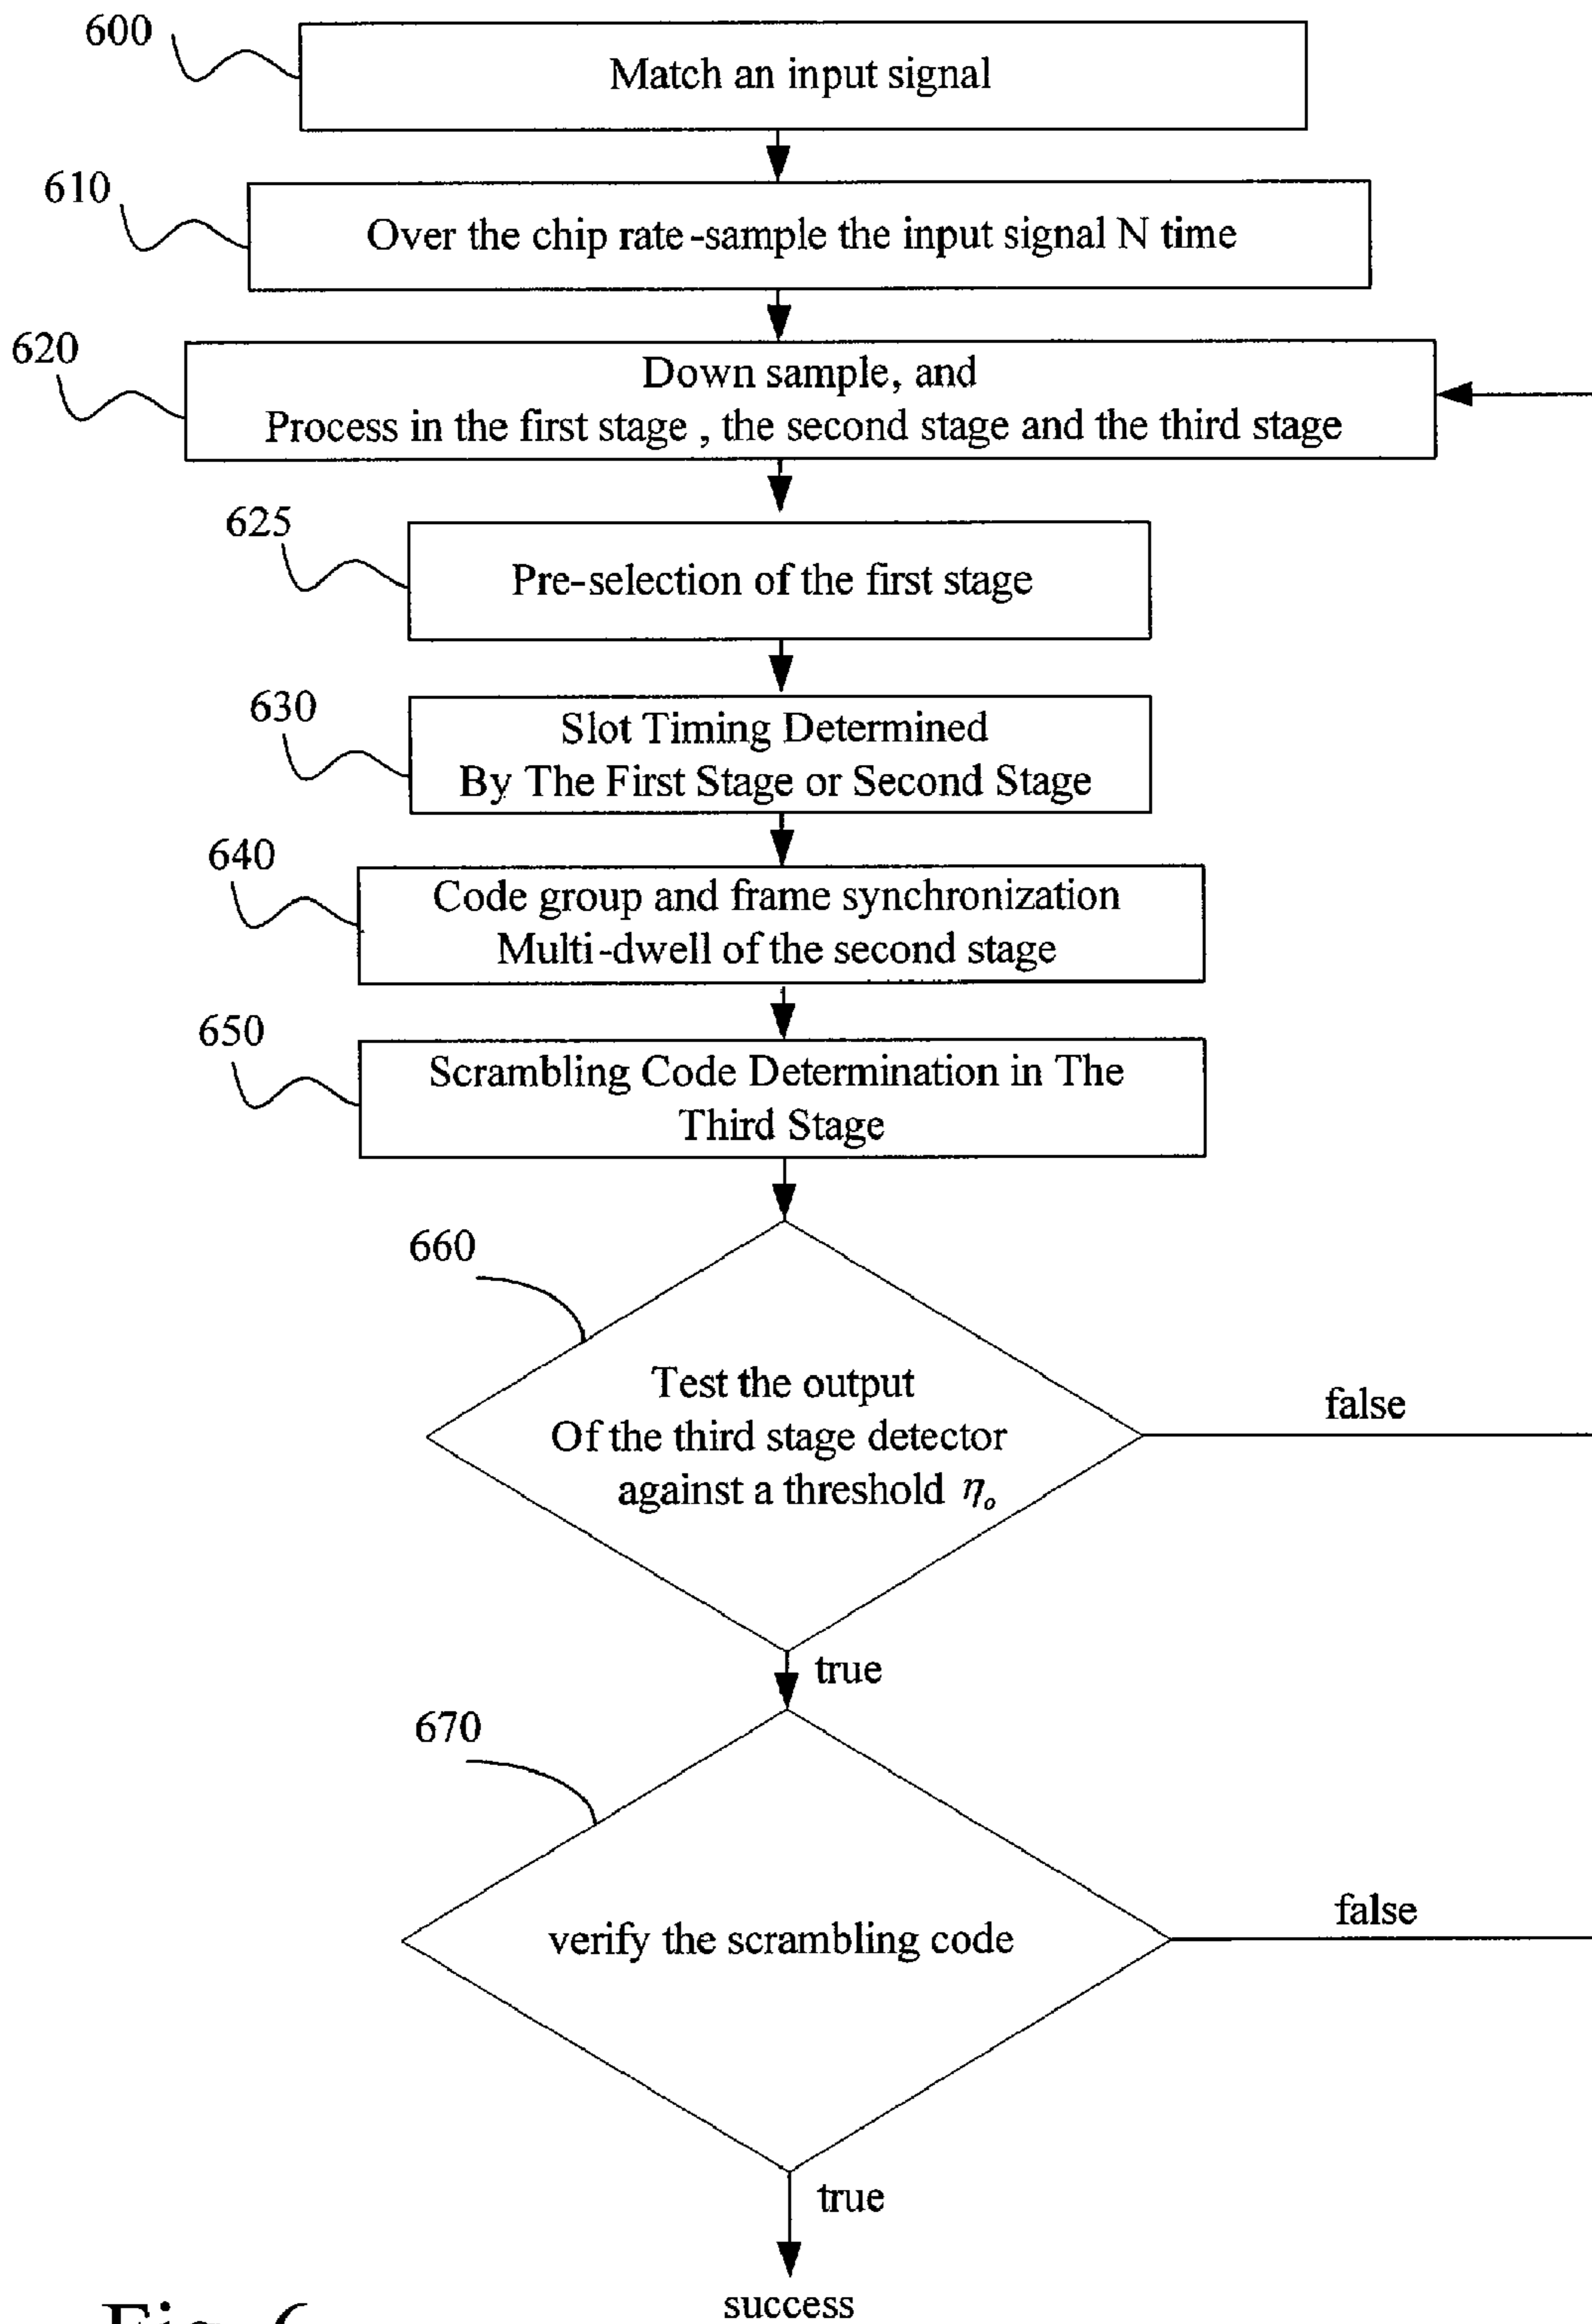 600
Match an input signal
610
Over the chip rate-sample the input signal N time
620
Down sample, and
Process in the first stage , the second stage and the third stage
625
Pre-selection of the first stage
630
Slot Timing Determined
By The First Stage or Second Stage
640
Code group and frame synchronization
Multi-dwell of the second stage
650
Scrambling Code Determination in The
Third Stage
660
Test the output
Of the third stage detector
against a threshold ηₒ
false
true
670
verify the scrambling code
false
true
success